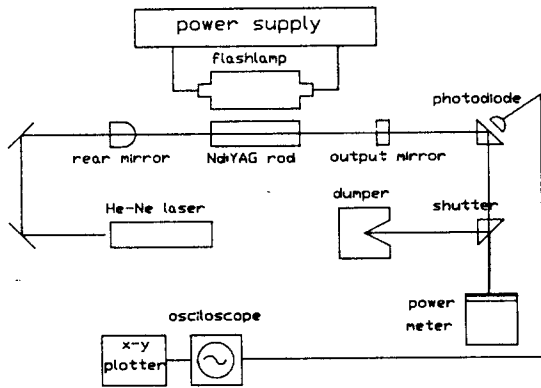 power supply
flashlamp
photodiode
rear mirror
Nd:YAG rod
output mirror
He-Ne laser
dumper
shutter
power
meter
osciloscope
x-y
plotter